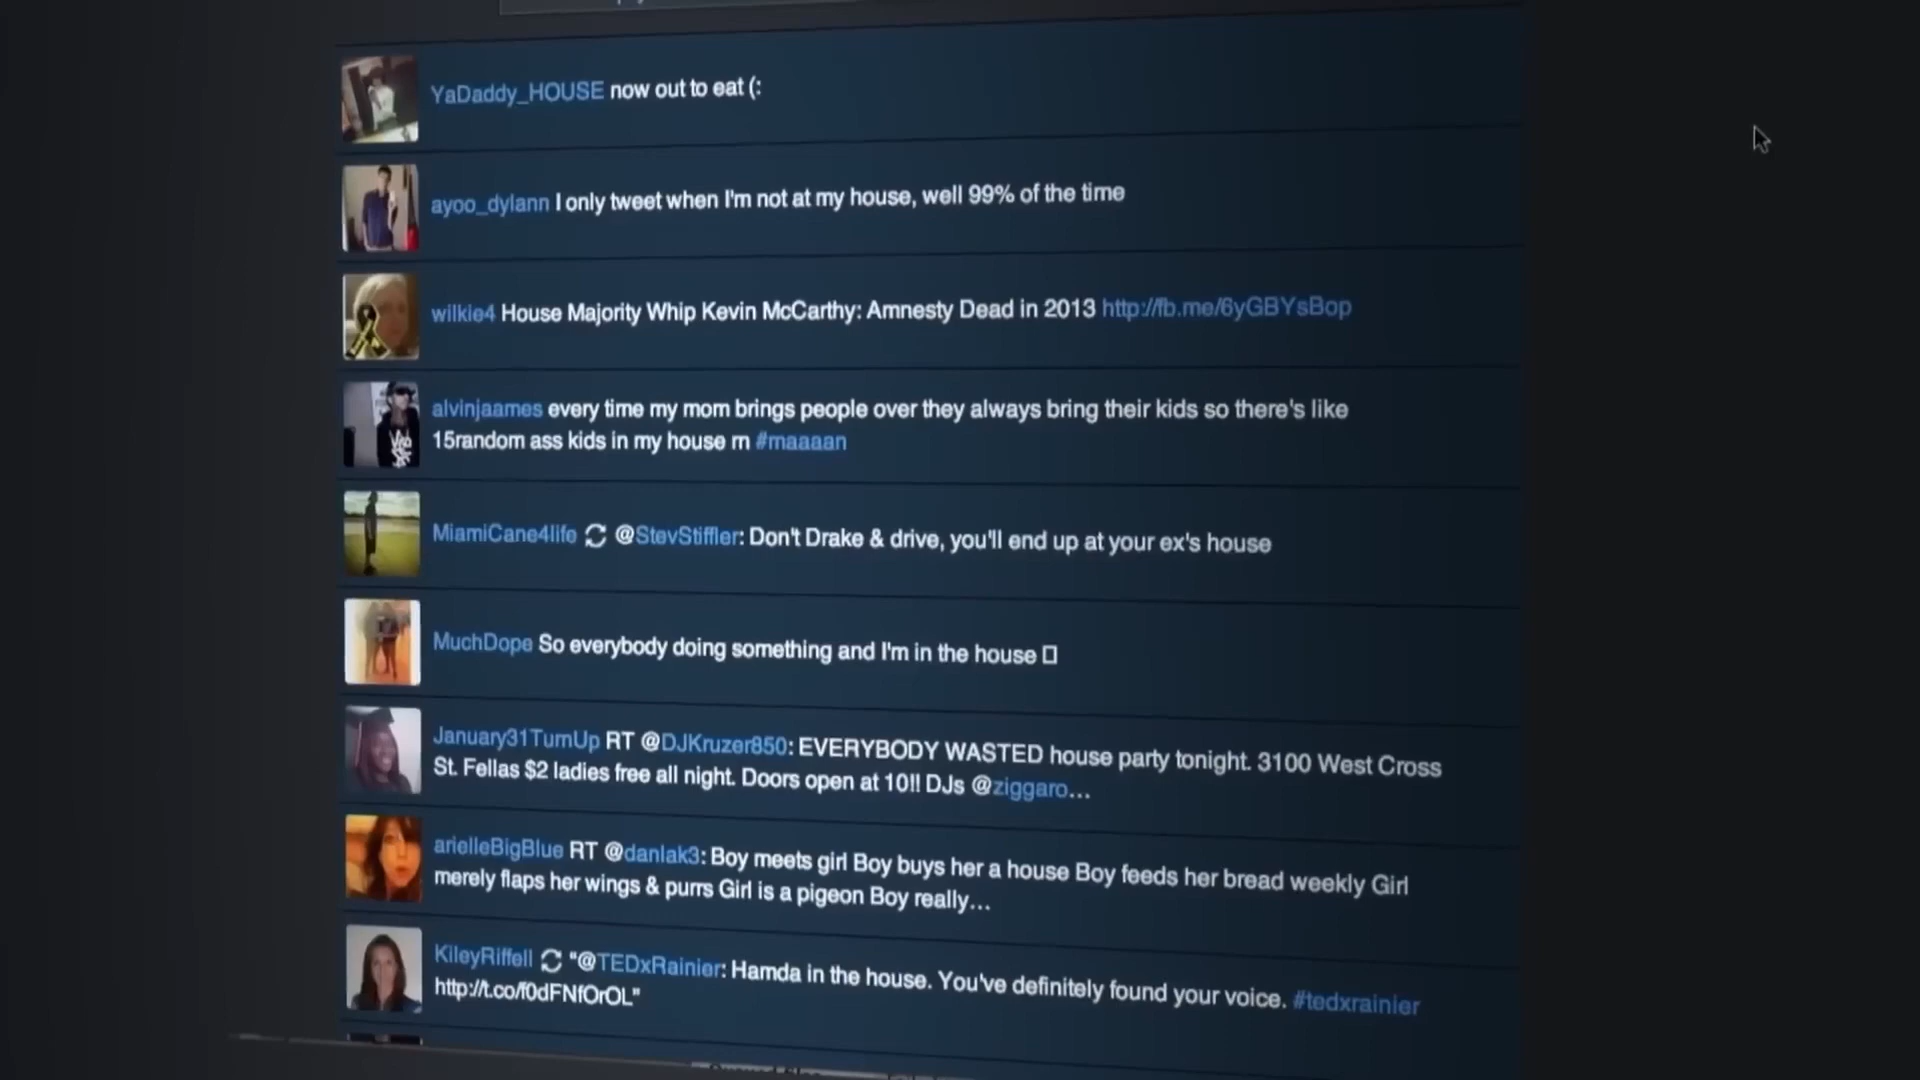 YaDaddy_HOUSE now out to eat (:
ayoo_dylann I only tweet when I'm not at my house, well 99% of the time
wilkie4 House Majority Whip Kevin McCarthy: Amnesty Dead in 2013 http://fb.me/6yGBYsBop
alvinjaames every time my mom brings people over they always bring their kids so there's like
15random ass kids in my house rn #maaaan
MiamiCane4life @StevStiffler: Don't Drake & drive, you'll end up at your ex's house
MuchDope So everybody doing something and I'm in the house
January31TurnUp RT @DJKruzer850: EVERYBODY WASTED house party tonight. 3100 West Cross
St. Fellas $2 ladies free all night. Doors open at 10!! DJs @ziggaro...
arielleBigBlue RT @danlak3: Boy meets girl Boy buys her a house Boy feeds her bread weekly Girl
merely flaps her wings & purrs Girl is a pigeon Boy really...
KileyRiffell "@TEDxRainier: Hamda in the house. You've definitely found your voice. #tedxrainier
http://t.co/f0dFNfOrOL"